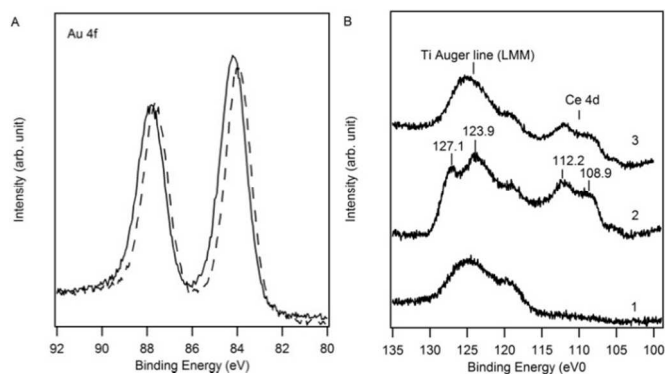 A
Au 4f
Intensity (arb. unit)
92 90 88 86 84 82 80
Binding Energy (eV)
B
Ti Auger line (LMM)
Ce 4d
3
127.1
123.9
112.2
108.9
2
1
Intensity (arb. unit)
135 130 125 120 115 110 105 100
Binding Energy (eV0